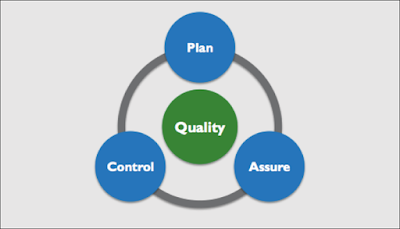 Plan
Quality
Control
Assure